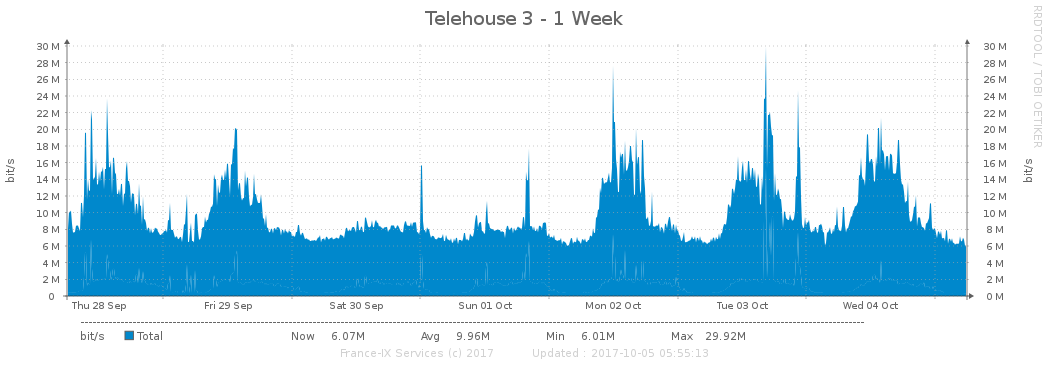 Telehouse 3 - 1 Week
RRDTOOL / TOBI OETIKER
bit/s
30 M
28 M
26 M
24 M
22 M
20 M
18 M
16 M
14 M
12 M
10 M
8 M
6 M
4 M
2 M
0
30 M
28 M
26 M
24 M
22 M
20 M
18 M
16 M
14 M
12 M
10 M
8 M
6 M
4 M
2 M
0 M
bit/s
Thu 28 Sep Fri 29 Sep Sat 30 Sep Sun 01 Oct Mon 02 Oct Tue 03 Oct Wed 04 Oct
bit/s Total Now 6.07M Avg 9.96M Min 6.01M Max 29.92M
France-IX Services (c) 2017 Updated : 2017-10-05 05:55:13